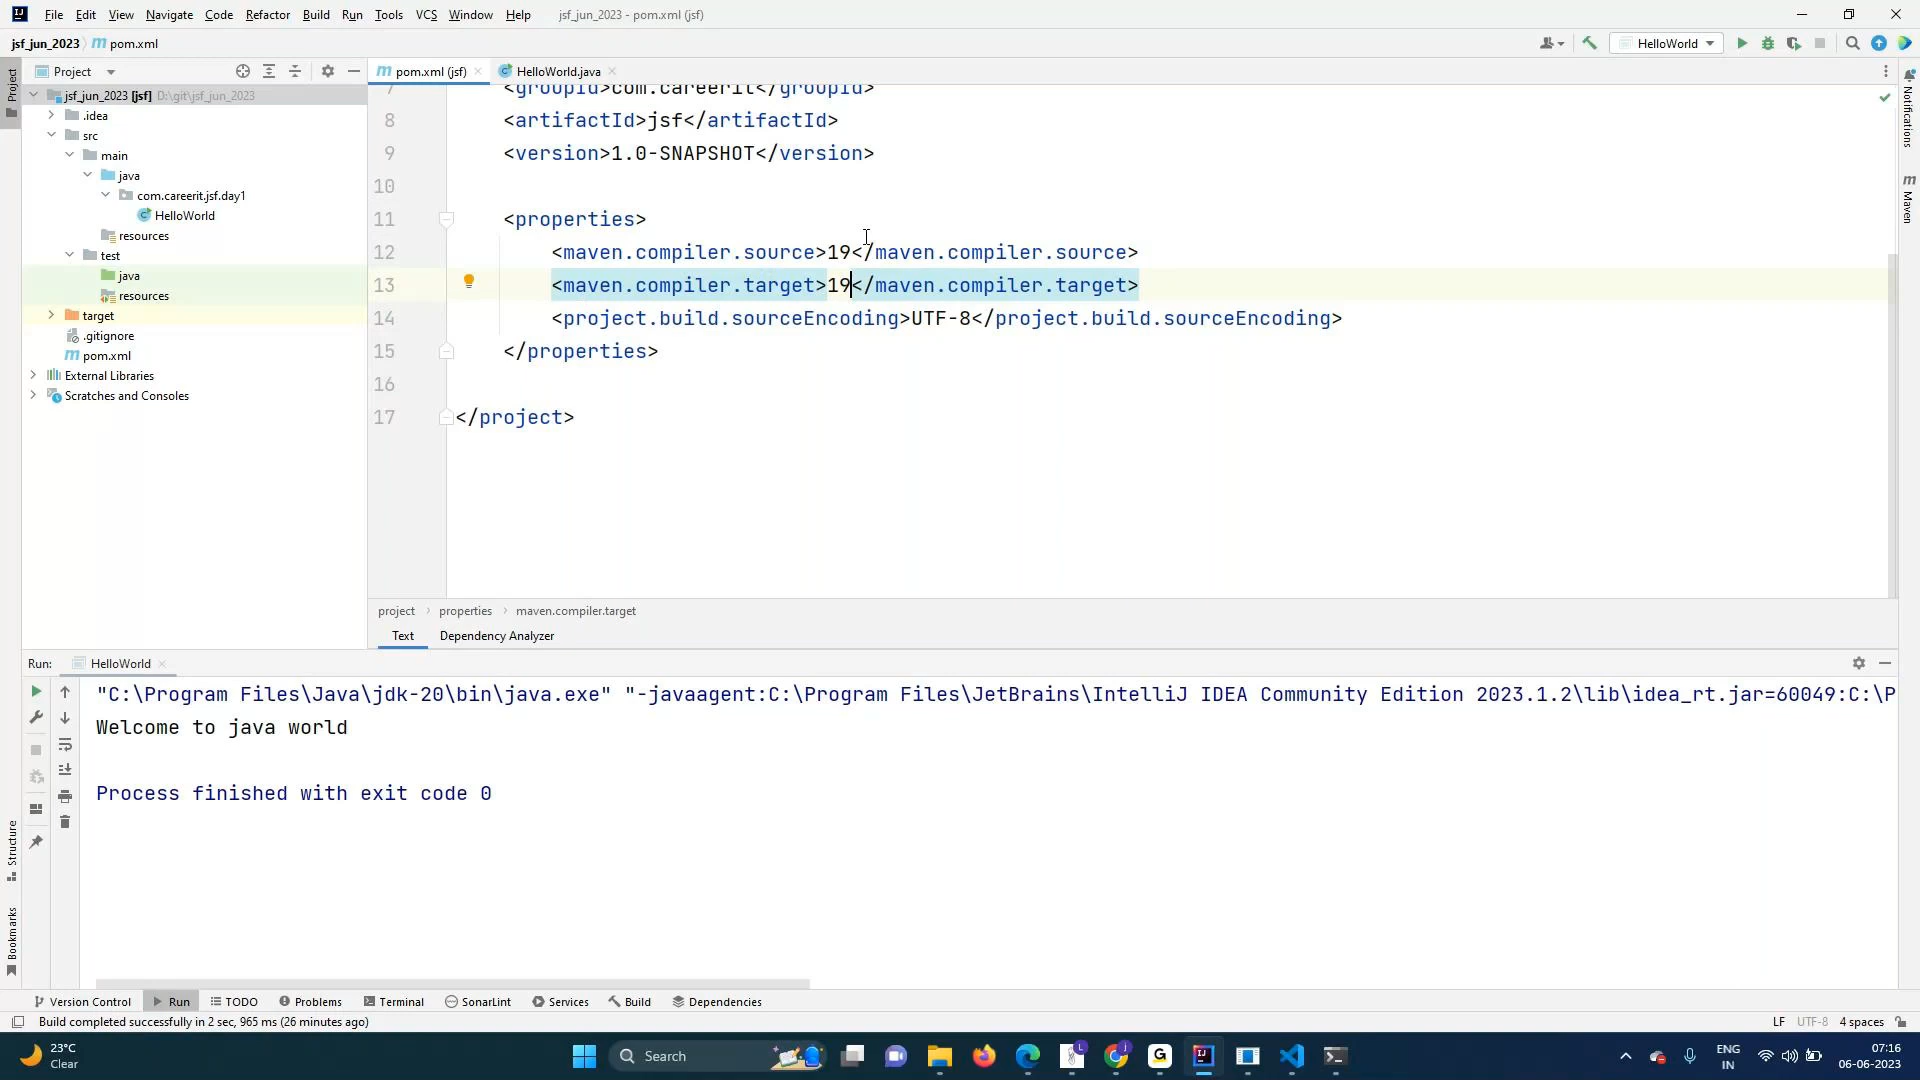 File Edit View Navigate Code Refactor Build Run Tools VCS Window Help jsf_jun_2023 - pom.xml (jsf)
jsf_jun_2023 m pom.xml
HelloWorld
Project
pom.xml (jsf)
HelloWorld.java
jsf_jun_2023 [jsf] D:\git\jsf_jun_2023
.idea
src
main
java
com.careerit.jsf.day1
HelloWorld
resources
test
java
resources
target
.gitignore
pom.xml
External Libraries
Scratches and Consoles
7 <groupId>com.careerit</groupId>
8 <artifactId>jsf</artifactId>
9 <version>1.0-SNAPSHOT</version>
10
11 <properties>
12 <maven.compiler.source>19</maven.compiler.source>
13 <maven.compiler.target>19</maven.compiler.target>
14 <project.build.sourceEncoding>UTF-8</project.build.sourceEncoding>
15 </properties>
16
17 </project>
project > properties > maven.compiler.target
Text Dependency Analyzer
Project
Structure
Bookmarks
Notifications
Maven
Run: HelloWorld
"C:\Program Files\Java\jdk-20\bin\java.exe" "-javaagent:C:\Program Files\JetBrains\IntelliJ IDEA Community Edition 2023.1.2\lib\idea_rt.jar=60049:C:\P
Welcome to java world
Process finished with exit code 0
Version Control Run TODO Problems Terminal SonarLint Services Build Dependencies
Build completed successfully in 2 sec, 965 ms (26 minutes ago)
LF UTF-8 4 spaces
23°C
Clear
Search
ENG
IN
07:16
06-06-2023